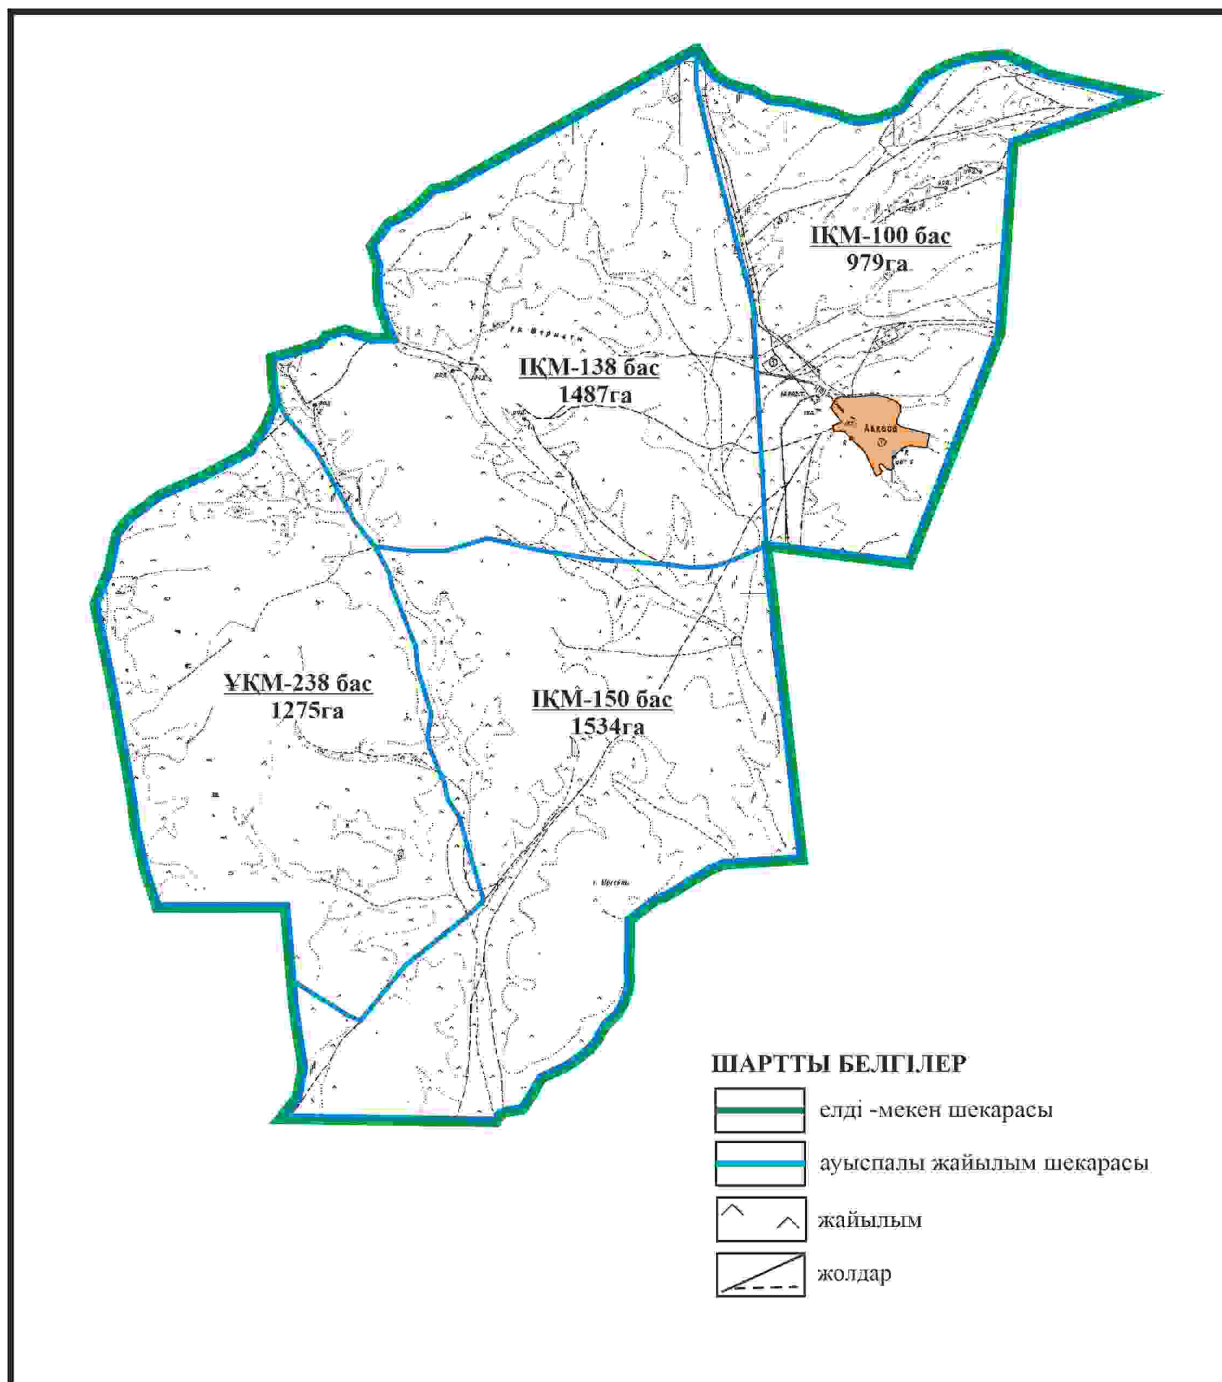 ІҚМ-100 бас
979га
ІҚМ-138 бас
1487га
Аккөов
ҰҚМ-238 бас
1275га
ІҚМ-150 бас
1534га
ШАРТТЫ БЕЛГІЛЕР
елді -мекен шекарасы
ауыспалы жайылым шекарасы
жайылым
жолдар